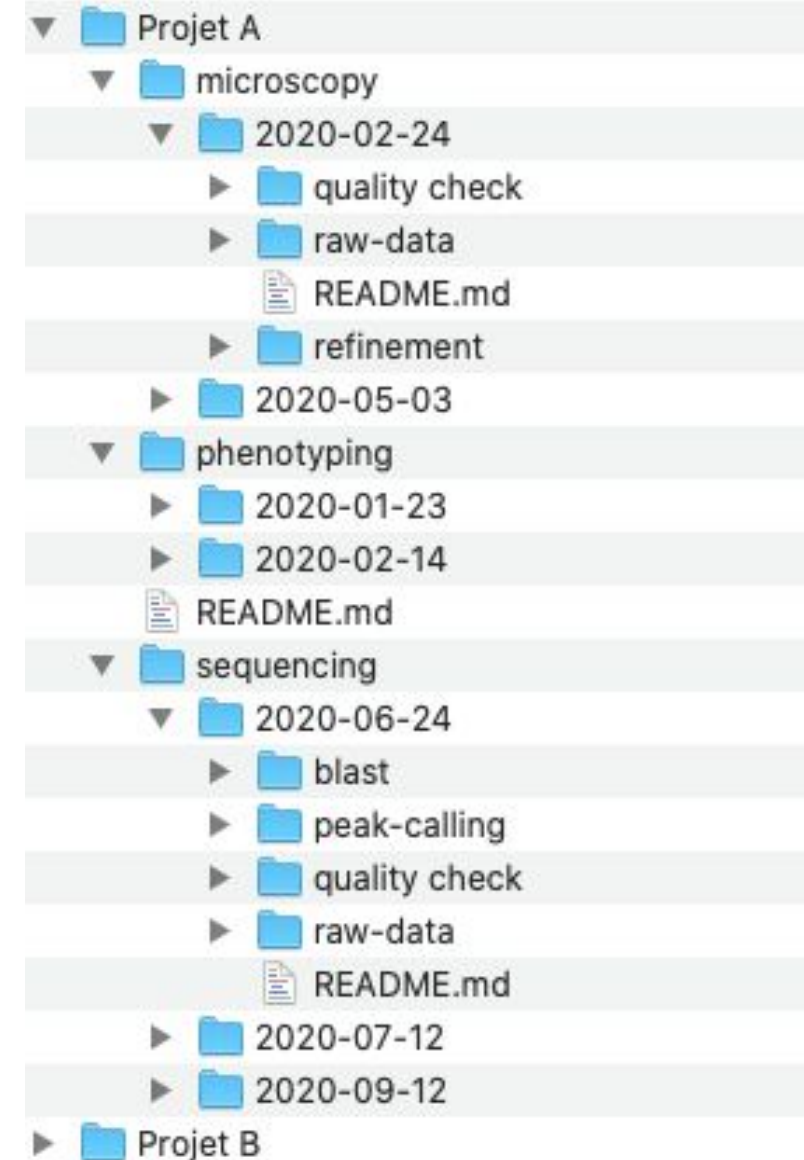 Projet A
microscopy
2020-02-24
quality check
raw-data
README.md
refinement
2020-05-03
phenotyping
2020-01-23
2020-02-14
README.md
sequencing
2020-06-24
blast
peak-calling
quality check
raw-data
README.md
2020-07-12
2020-09-12
Projet B